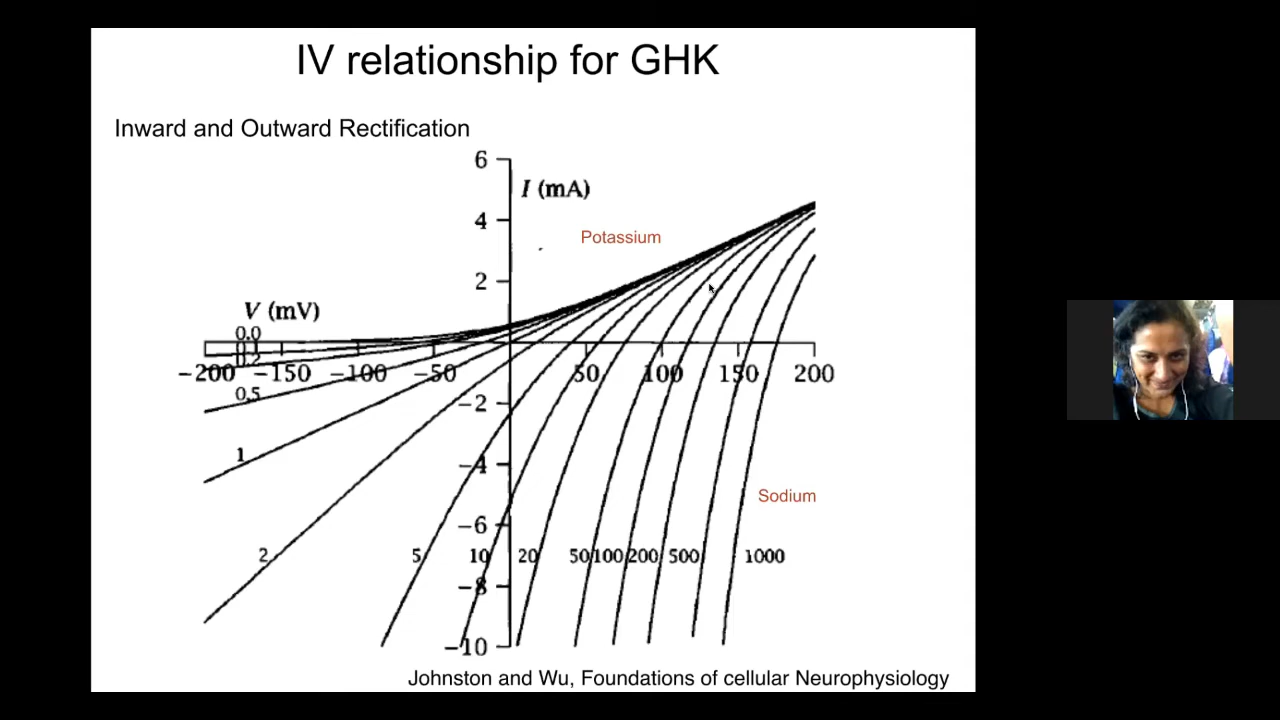 IV relationship for GHK
Inward and Outward Rectification
6
I (mA)
4
Potassium
2
V (mV)
0.0
0.2
−200 −150 −100 −50 50 100 150 200
0.5
−2
1
−4
Sodium
−6
2 5 10 20 50 100 200 500 1000
−8
−10
Johnston and Wu, Foundations of cellular Neurophysiology